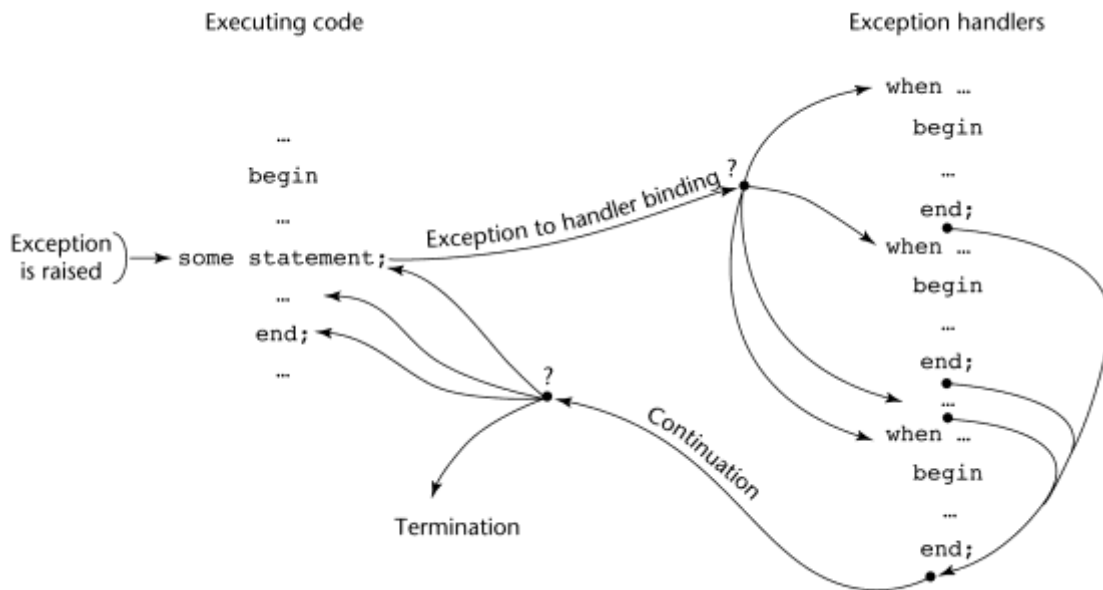 Executing code
Exception handlers
…
begin
…
Exception
is raised
some statement;
…
end;
…
Exception to handler binding
?
when …
begin
…
end;
when …
begin
…
end;
…
when …
begin
…
end;
?
Continuation
Termination